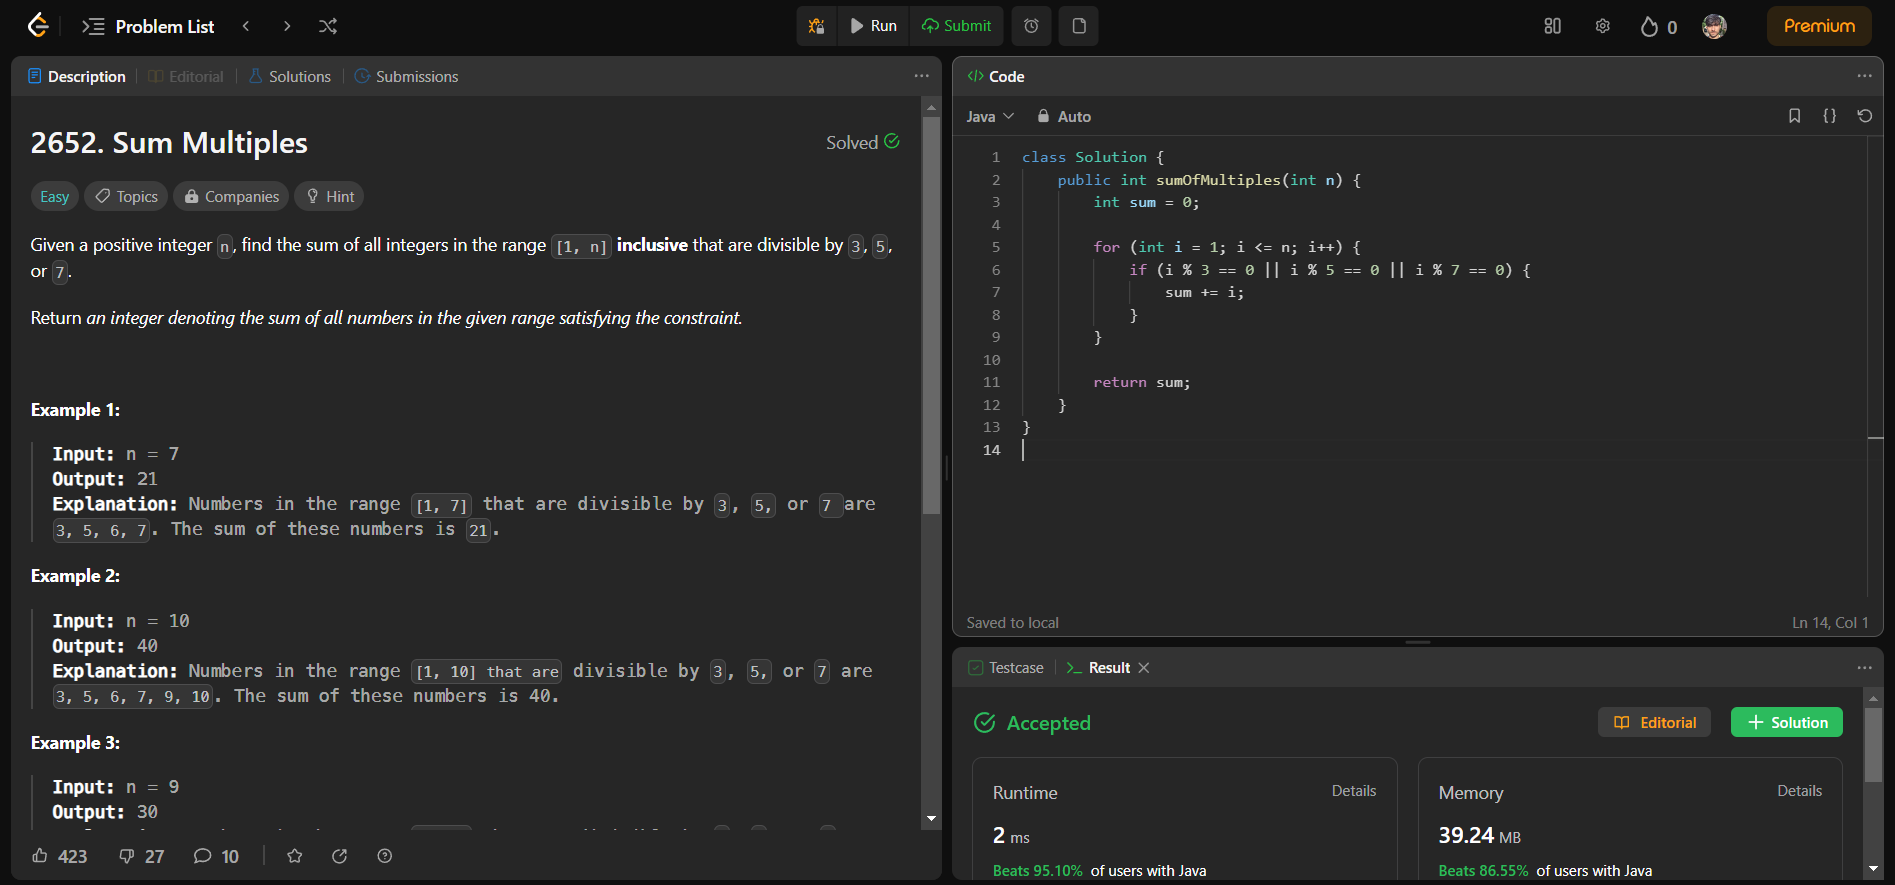 Problem List
Run
Submit
0
Premium
Description
Editorial
Solutions
Submissions
2652. Sum Multiples
Solved
Easy
Topics
Companies
Hint
Given a positive integer n, find the sum of all integers in the range [1, n] inclusive that are divisible by 3, 5,
or 7.
Return an integer denoting the sum of all numbers in the given range satisfying the constraint.
Example 1:
Input: n = 7
Output: 21
Explanation: Numbers in the range [1, 7] that are divisible by 3, 5, or 7 are
3, 5, 6, 7. The sum of these numbers is 21.
Example 2:
Input: n = 10
Output: 40
Explanation: Numbers in the range [1, 10] that are divisible by 3, 5, or 7 are
3, 5, 6, 7, 9, 10. The sum of these numbers is 40.
Example 3:
Input: n = 9
Output: 30
423
27
10
</> Code
Java
Auto
1 class Solution {
2 public int sumOfMultiples(int n) {
3 int sum = 0;
4
5 for (int i = 1; i <= n; i++) {
6 if (i % 3 == 0 || i % 5 == 0 || i % 7 == 0) {
7 sum += i;
8 }
9 }
10
11 return sum;
12 }
13 }
14
Saved to local
Ln 14, Col 1
Testcase
>_ Result
Accepted
Editorial
+ Solution
Runtime
Details
2 ms
Beats 95.10% of users with Java
Memory
Details
39.24 MB
Beats 86.55% of users with Java